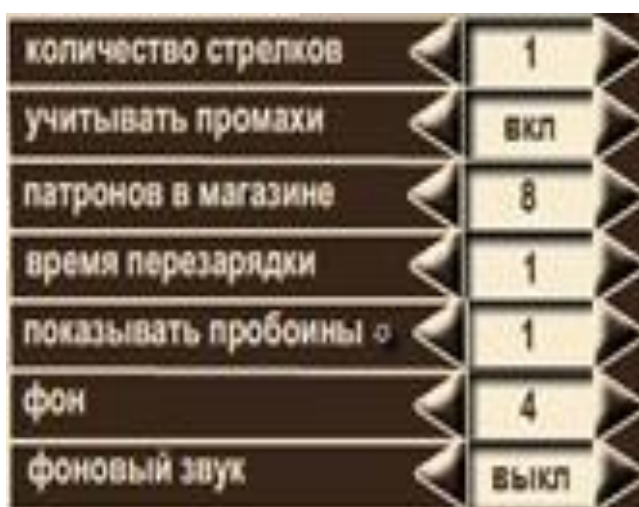 количество стрелков 1
учитывать промахи вкл
патронов в магазине 8
время перезарядки 1
показывать пробоины 1
фон 4
фоновый звук выкл